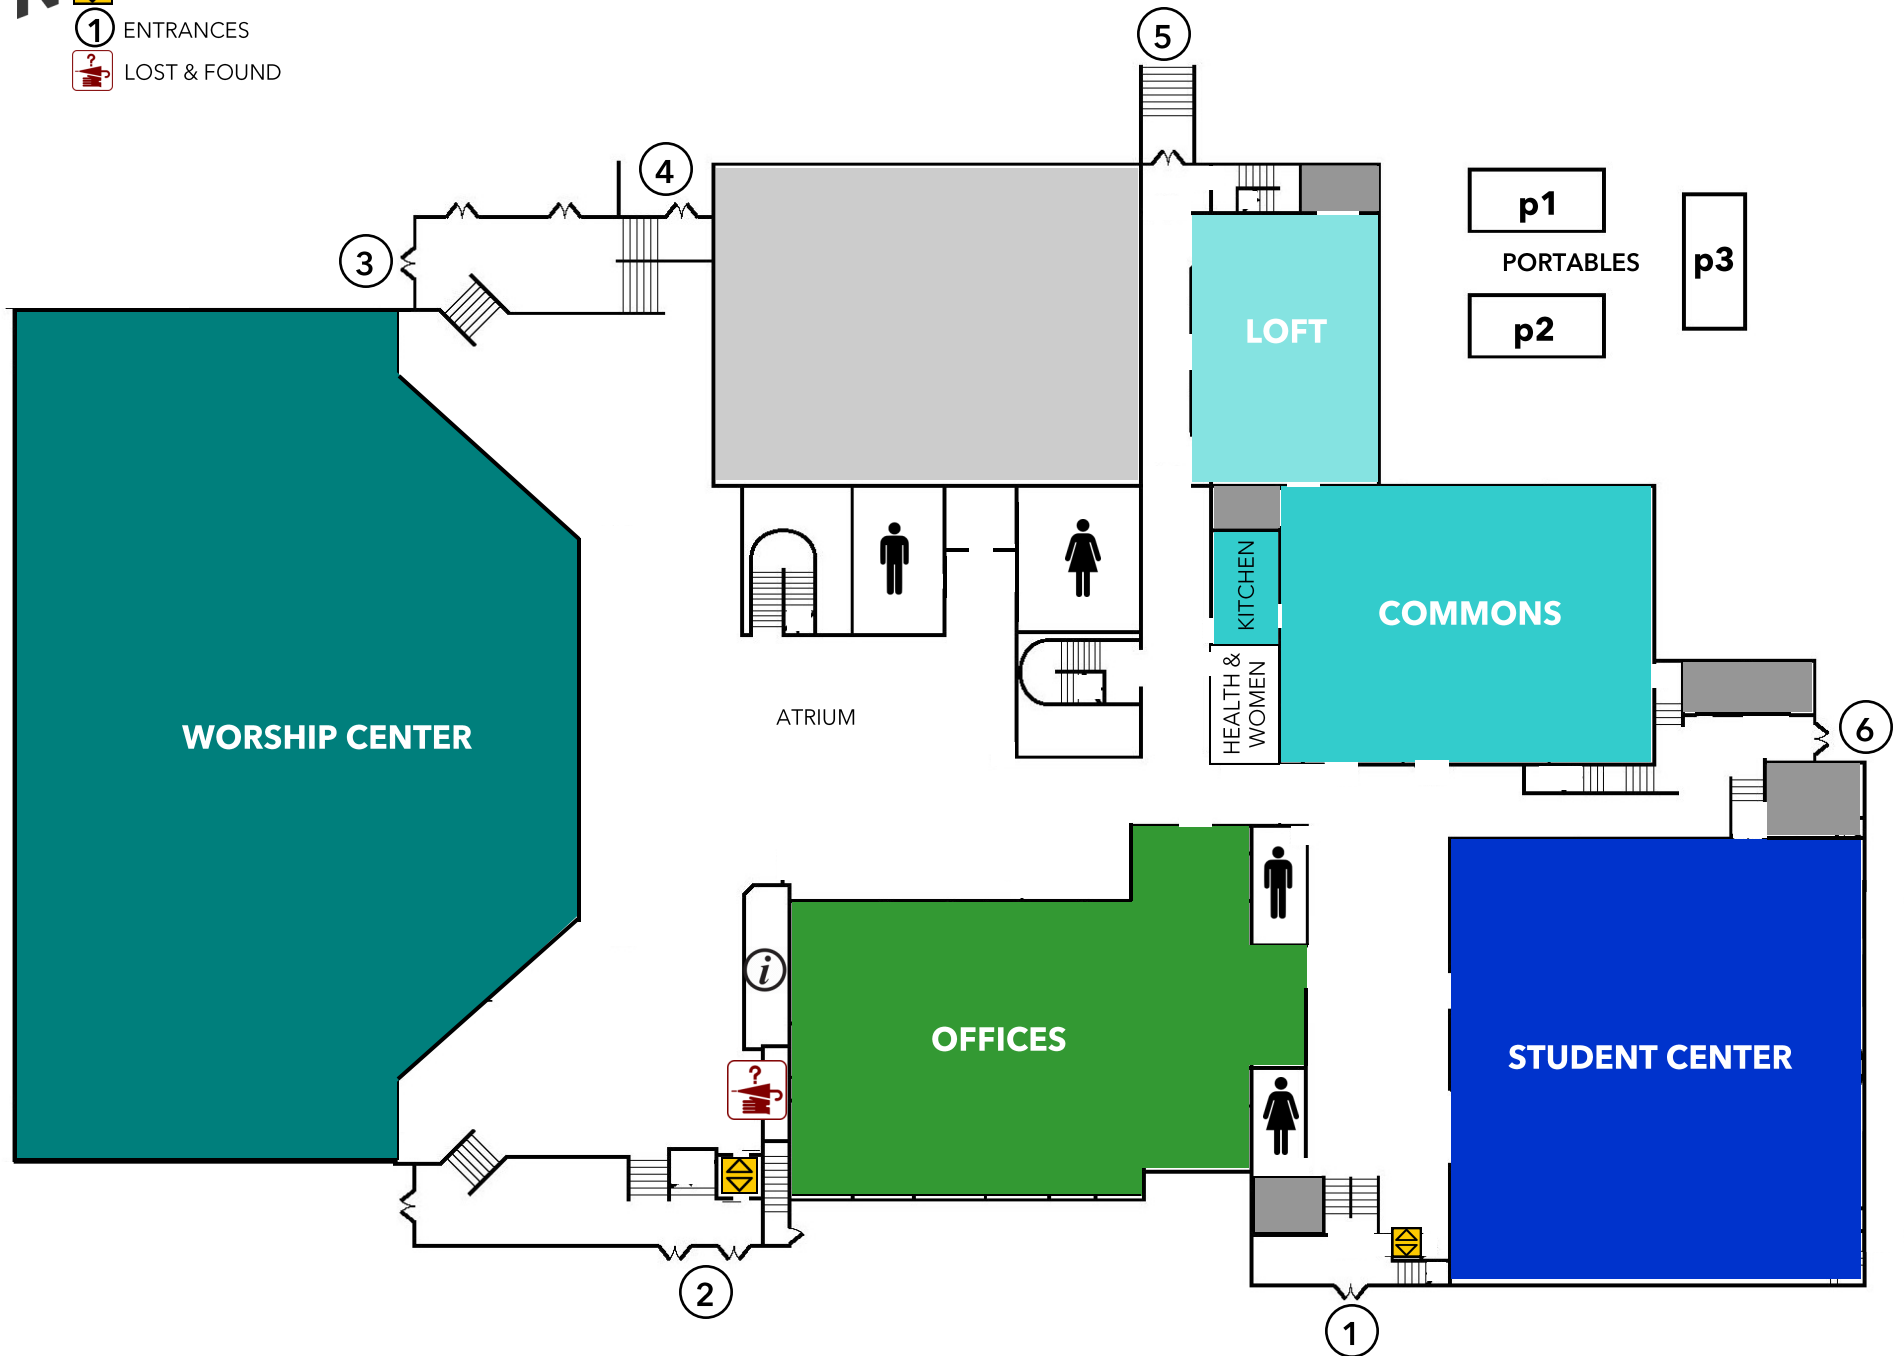 1 ENTRANCES
? LOST & FOUND
5
4
3
p1
PORTABLES
p3
p2
LOFT
KITCHEN
COMMONS
HEALTH &
WOMEN
ATRIUM
WORSHIP CENTER
6
i
OFFICES
STUDENT CENTER
?
2
1